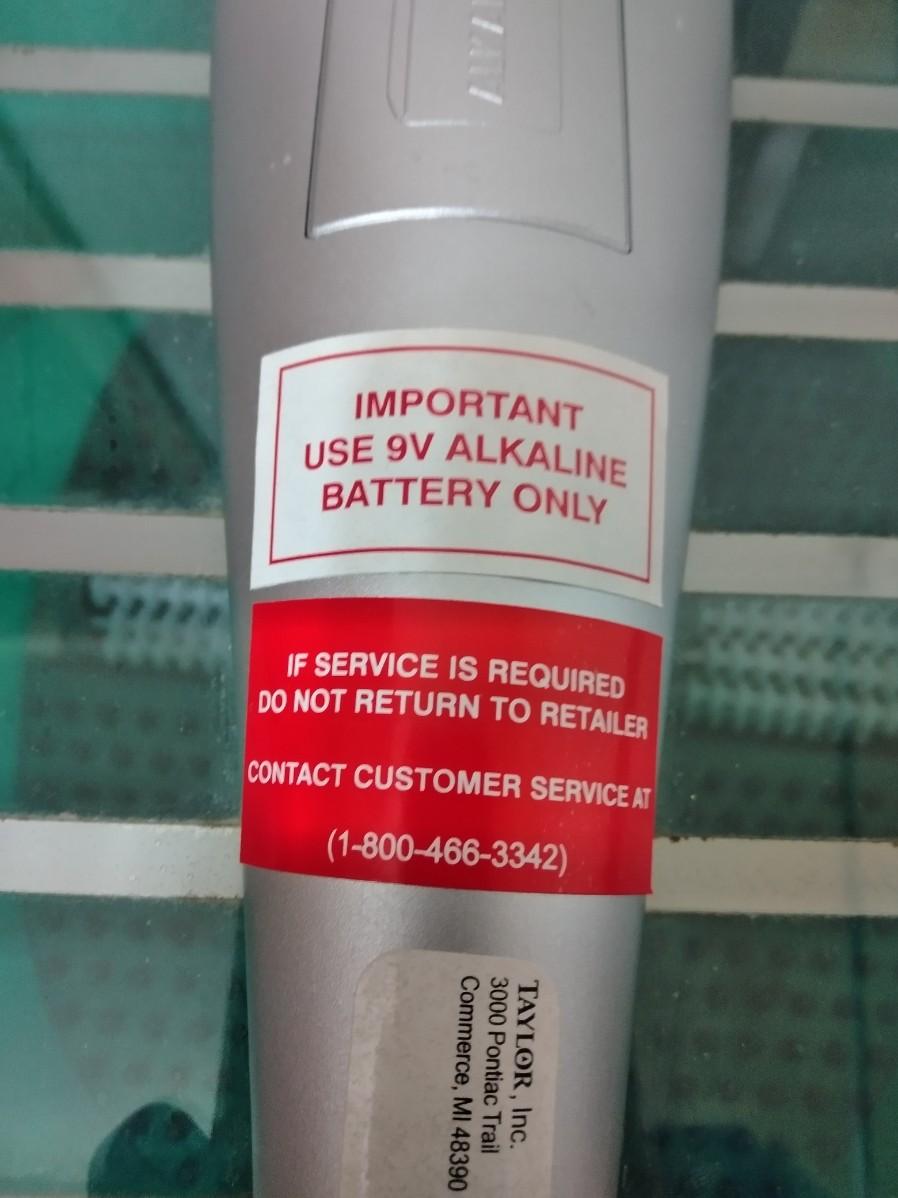 IMPORTANT
USE 9V ALKALINE
BATTERY ONLY
IF SERVICE IS REQUIRED
DO NOT RETURN TO RETAILER
CONTACT CUSTOMER SERVICE AT
(1-800-466-3342)
TAYLOR, Inc.
3000 Pontiac Trail
Commerce, MI 48390